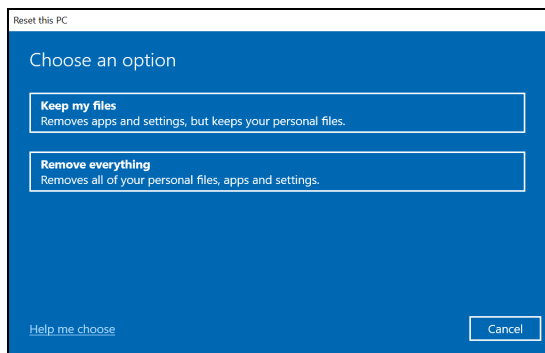 Reset this PC
Choose an option
Keep my files
Removes apps and settings, but keeps your personal files.
Remove everything
Removes all of your personal files, apps and settings.
Help me choose
Cancel